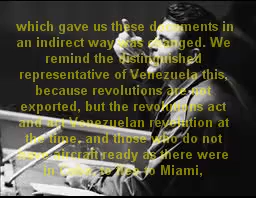 which gave us these documents in
an indirect way was changed. We
remind the distinguished
representative of Venezuela this,
because revolutions are not
exported, but the revolutions act
and act Venezuelan revolution at
the time, and those who do not
have aircraft ready as there were
in Cuba, to flee to Miami,